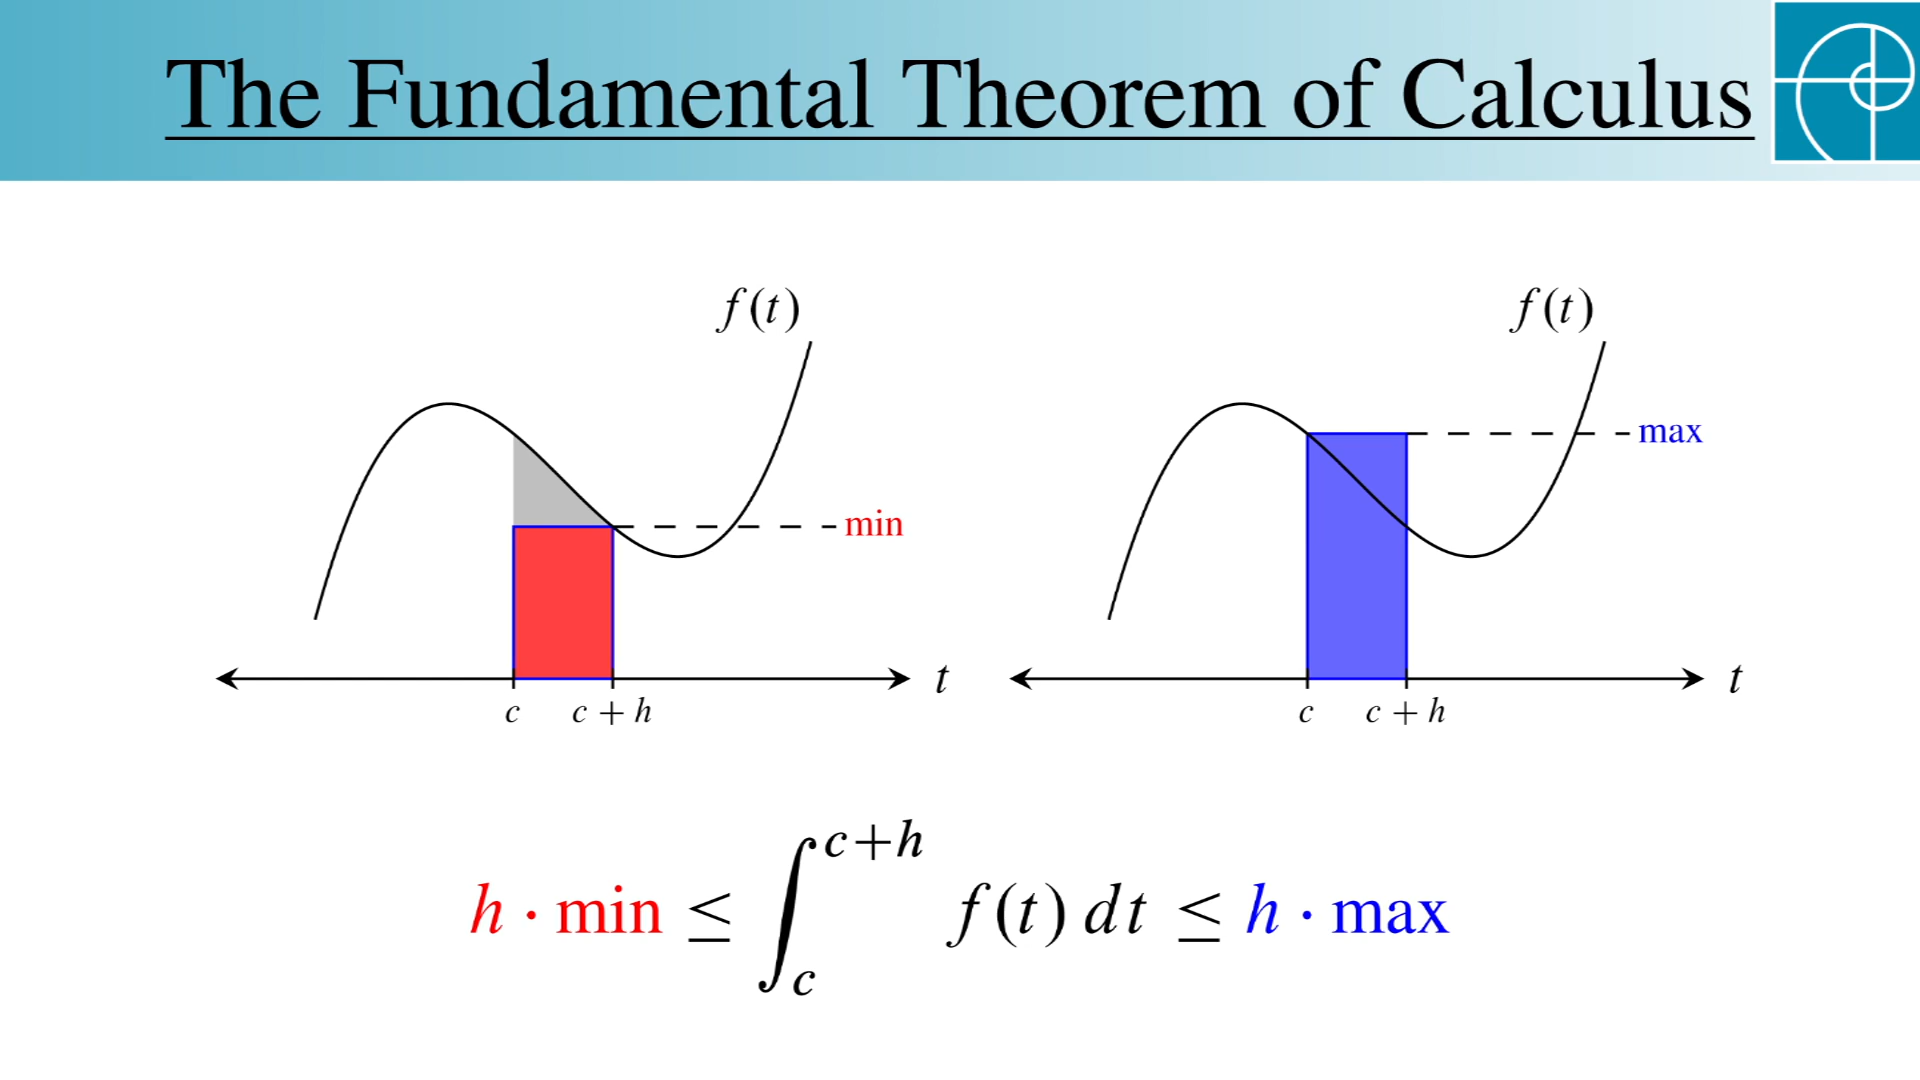 The Fundamental Theorem of Calculus
f(t)
min
t
c
c + h
f(t)
max
t
c
c + h
h · min ≤ ∫_c^{c+h} f(t) dt ≤ h · max